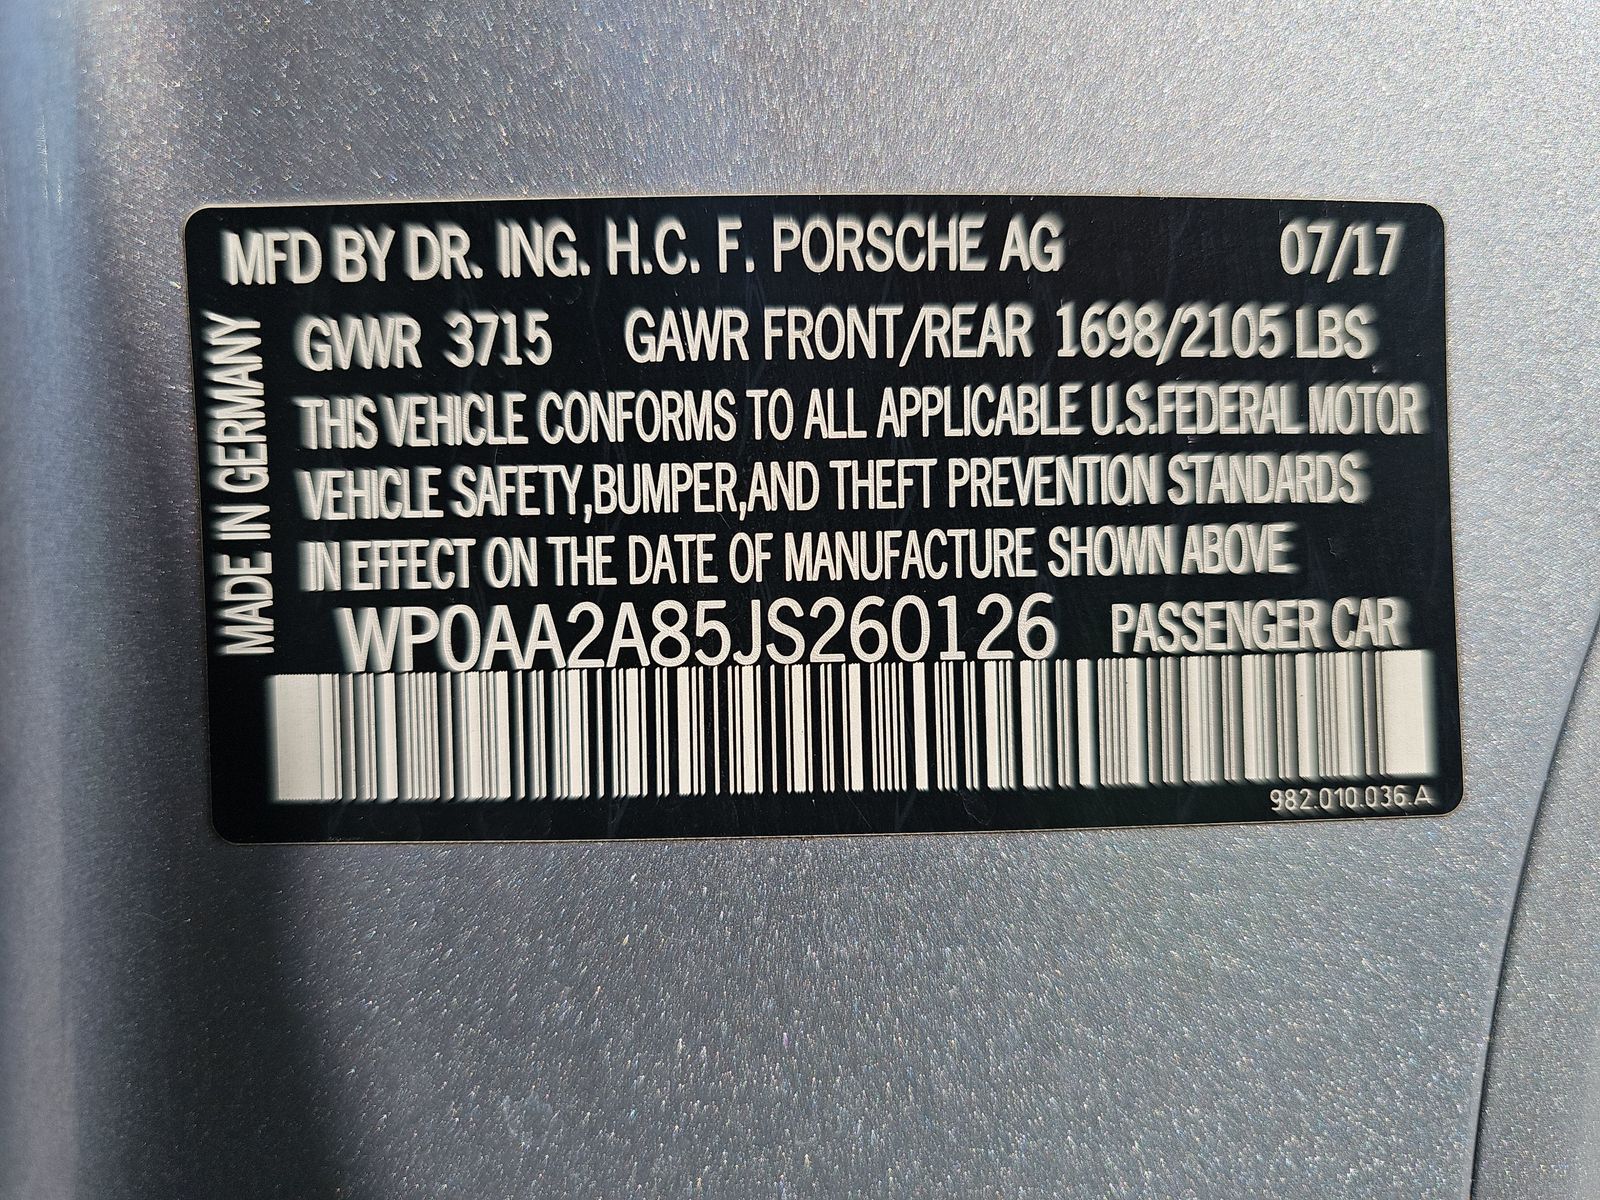 MFD BY DR. ING. H.C. F. PORSCHE AG 07/17
GVWR 3715 GAWR FRONT/REAR 1698/2105 LBS
THIS VEHICLE CONFORMS TO ALL APPLICABLE U.S.FEDERAL MOTOR
VEHICLE SAFETY,BUMPER,AND THEFT PREVENTION STANDARDS
IN EFFECT ON THE DATE OF MANUFACTURE SHOWN ABOVE
WP0AA2A85JS260126 PASSENGER CAR
982.010.036.A
MADE IN GERMANY